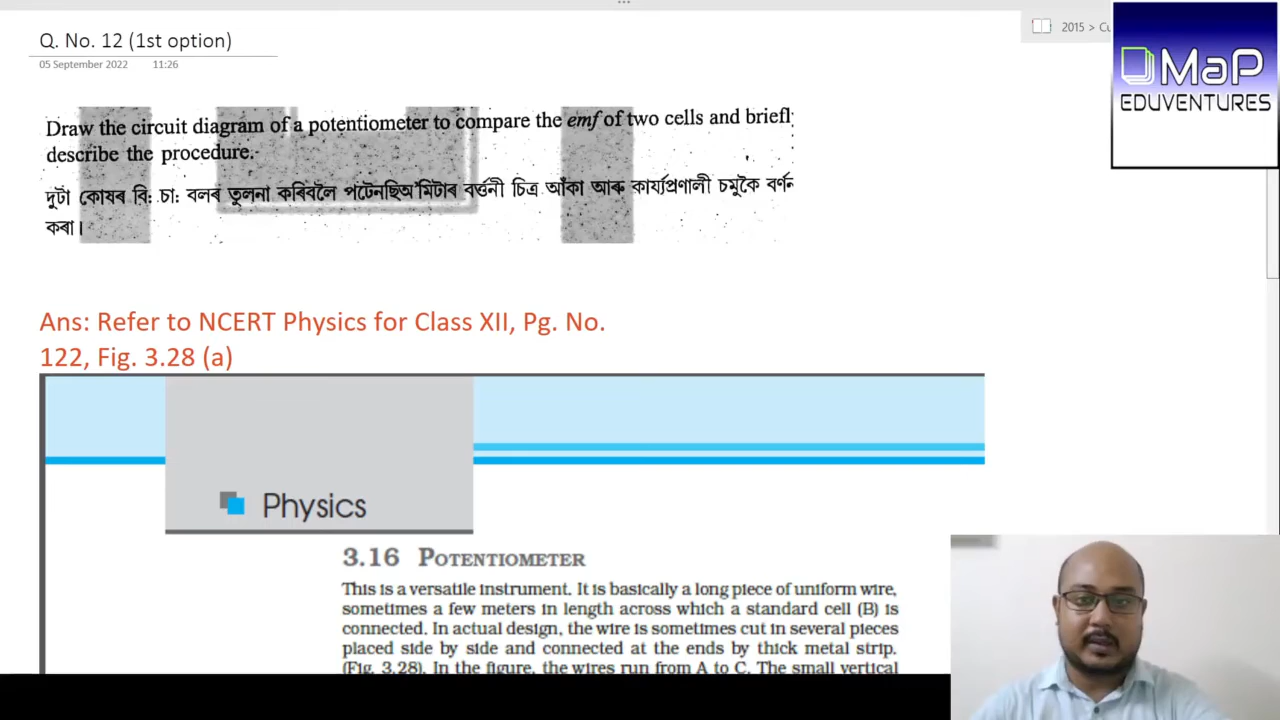 Q. No. 12 (1st option)
05 September 2022 11:26
2015 >
MaP
EDUVENTURES
Draw the circuit diagram of a potentiometer to compare the emf of two cells and briefl
describe the procedure.
দুটা কোষৰ বি: চা: বলৰ তুলনা কৰিবলৈ পটেনছিঅ'মিটাৰ বৰ্ত্তনী চিত্ৰ আঁকা আৰু কাৰ্য্যপ্ৰণালী চমুকৈ বৰ্ণন
কৰা।
Ans: Refer to NCERT Physics for Class XII, Pg. No.
122, Fig. 3.28 (a)
Physics
3.16 POTENTIOMETER
This is a versatile instrument. It is basically a long piece of uniform wire,
sometimes a few meters in length across which a standard cell (B) is
connected. In actual design, the wire is sometimes cut in several pieces
placed side by side and connected at the ends by thick metal strip.
(Fig. 3.28). In the figure, the wires run from A to C. The small vertical